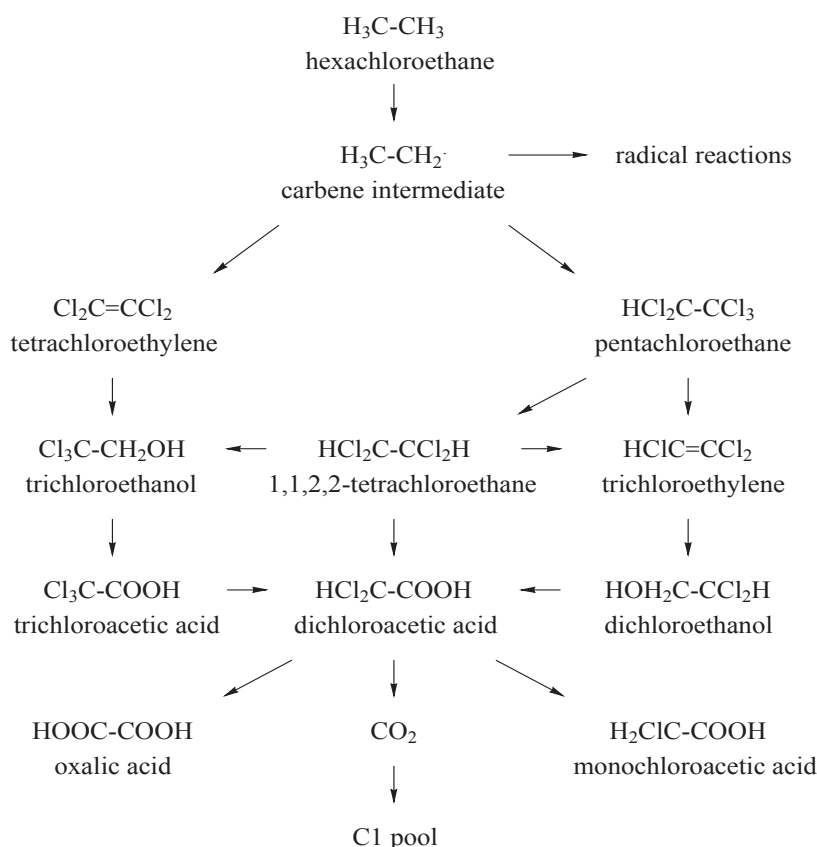 H₃C-CH₃
hexachloroethane
H₃C-CH₂·
radical reactions
carbene intermediate
Cl₂C=CCl₂
HCl₂C-CCl₃
tetrachloroethylene
pentachloroethane
Cl₃C-CH₂OH
HCl₂C-CCl₂H
HClC=CCl₂
trichloroethanol
1,1,2,2-tetrachloroethane
trichloroethylene
Cl₃C-COOH
HCl₂C-COOH
HOH₂C-CCl₂H
trichloroacetic acid
dichloroacetic acid
dichloroethanol
HOOC-COOH
CO₂
H₂ClC-COOH
oxalic acid
monochloroacetic acid
C1 pool